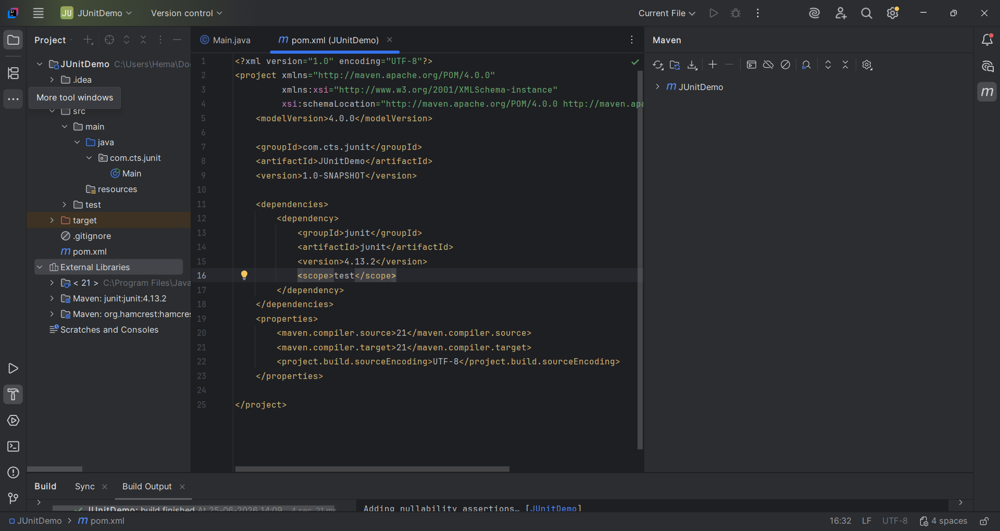 JU JUnitDemo
Version control
Current File
Project
Main.java
pom.xml (JUnitDemo)
Maven
JUnitDemo C:\Users\Hema\Do
.idea
More tool windows
src
main
java
com.cts.junit
Main
resources
test
target
.gitignore
m pom.xml
External Libraries
< 21 > C:\Program Files\Java
Maven: junit:junit:4.13.2
Maven: org.hamcrest:hamcres
Scratches and Consoles
1 <?xml version="1.0" encoding="UTF-8"?>
2 <project xmlns="http://maven.apache.org/POM/4.0.0"
3 xmlns:xsi="http://www.w3.org/2001/XMLSchema-instance"
4 xsi:schemaLocation="http://maven.apache.org/POM/4.0.0 http://maven.apa
5 <modelVersion>4.0.0</modelVersion>
6
7 <groupId>com.cts.junit</groupId>
8 <artifactId>JUnitDemo</artifactId>
9 <version>1.0-SNAPSHOT</version>
10
11 <dependencies>
12 <dependency>
13 <groupId>junit</groupId>
14 <artifactId>junit</artifactId>
15 <version>4.13.2</version>
16 <scope>test</scope>
17 </dependency>
18 </dependencies>
19 <properties>
20 <maven.compiler.source>21</maven.compiler.source>
21 <maven.compiler.target>21</maven.compiler.target>
22 <project.build.sourceEncoding>UTF-8</project.build.sourceEncoding>
23 </properties>
24
25 </project>
m JUnitDemo
m
Build
Sync
Build Output
JUnitDemo: build finished At 25-06-2026 14:09 4 sec, 21 ms
Adding nullability assertions… [JUnitDemo]
JUnitDemo > m pom.xml
16:32 LF UTF-8 4 spaces